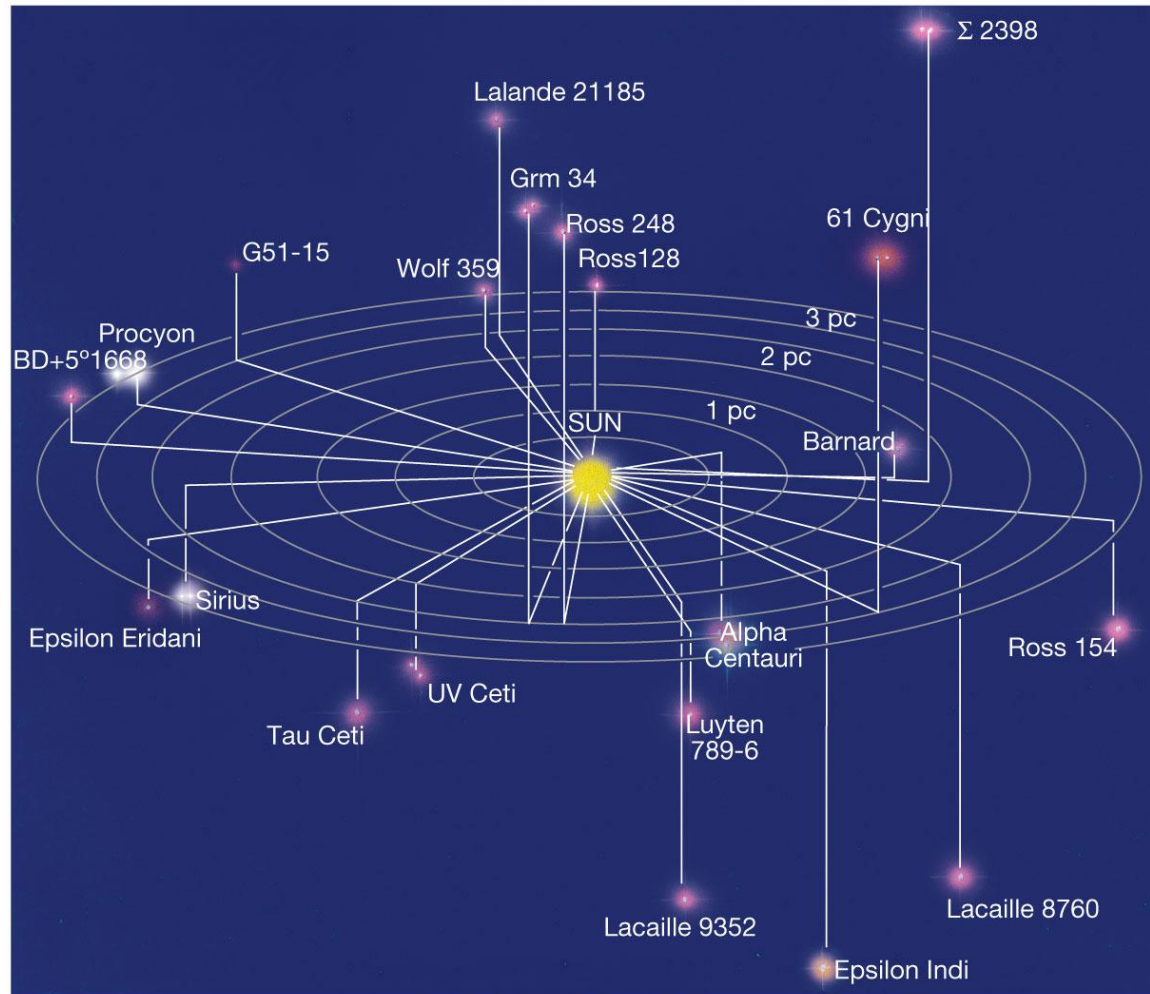 Σ 2398
Lalande 21185
Grm 34
61 Cygni
Ross 248
G51-15
Ross128
Wolf 359
3 pc
Procyon
BD+5º1668
2 pc
1 pc
SUN
Barnard
Sirius
Epsilon Eridani
Alpha
Centauri
Ross 154
UV Ceti
Tau Ceti
Luyten
789-6
Lacaille 9352
Lacaille 8760
Epsilon Indi